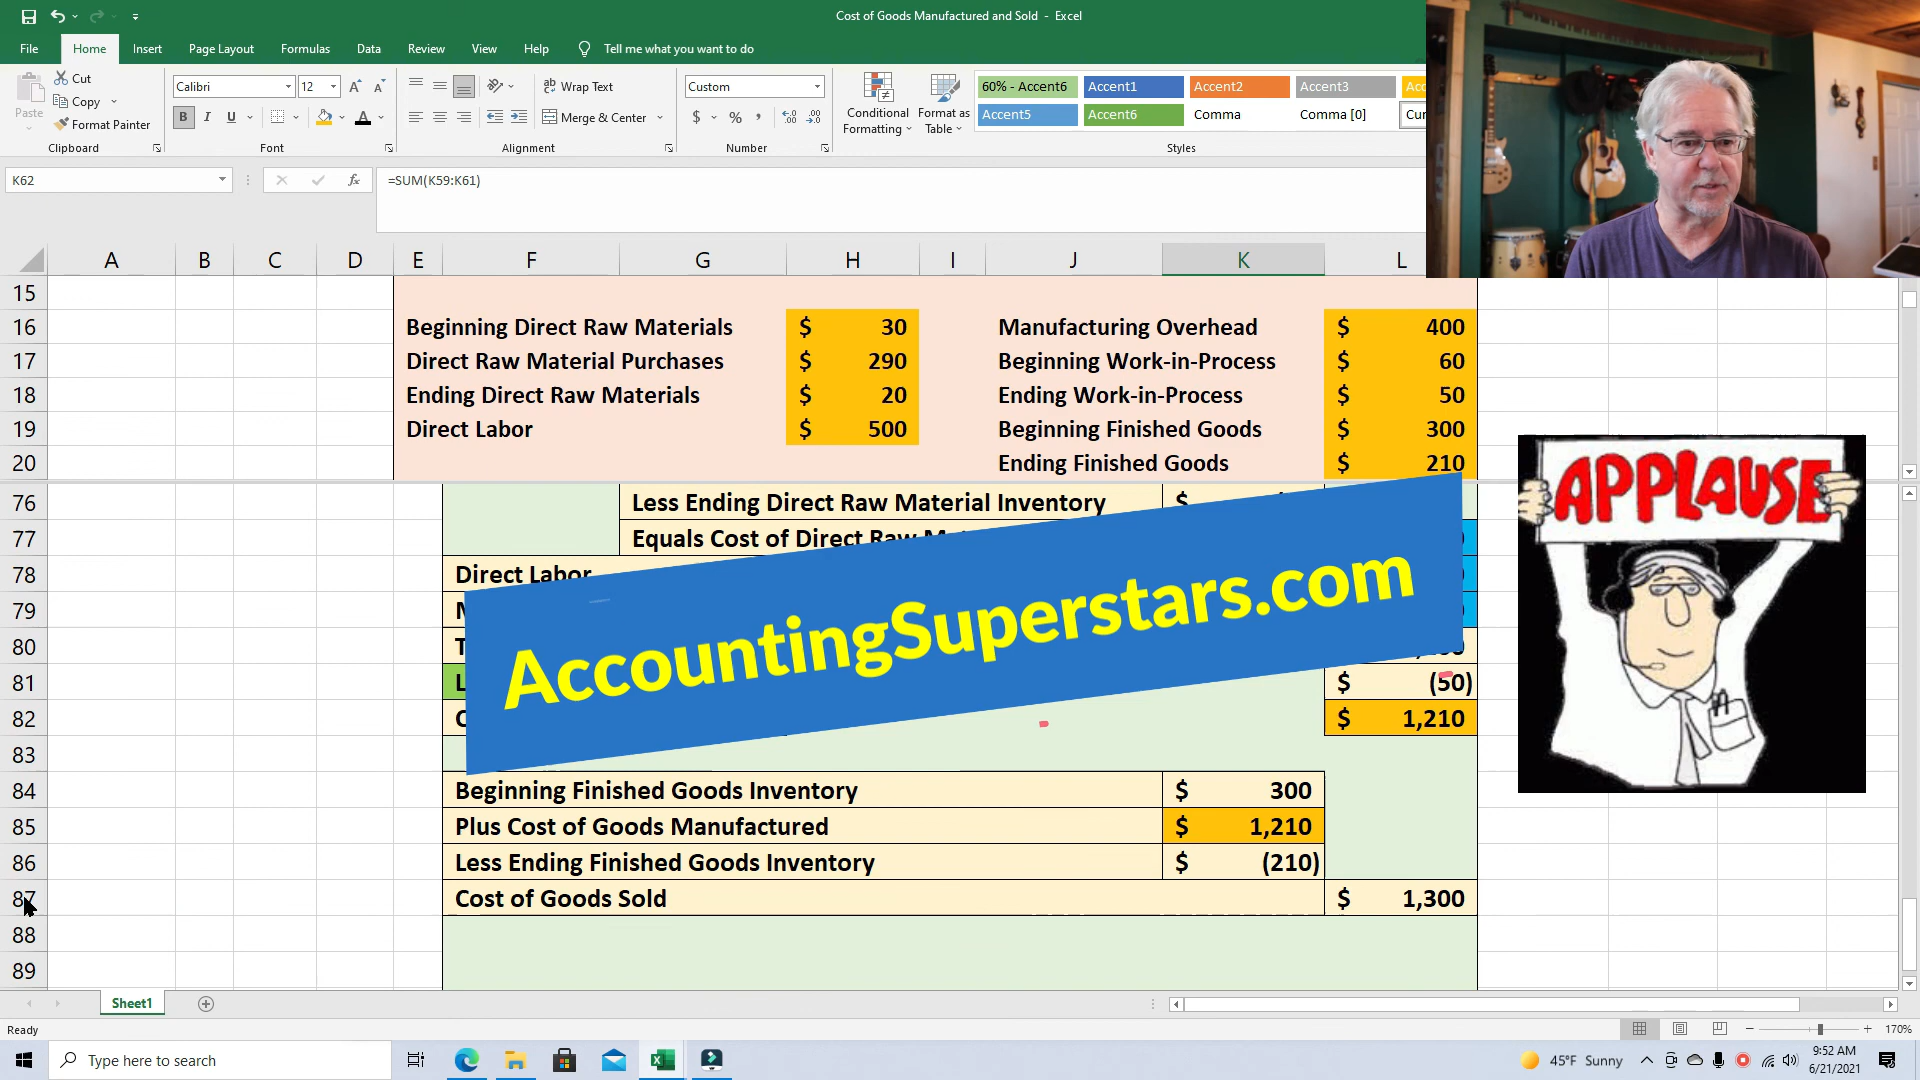 Cost of Goods Manufactured and Sold - Excel
File Home Insert Page Layout Formulas Data Review View Help Tell me what you want to do
Paste
Cut
Copy
Format Painter
Clipboard
Calibri 12
B I U
Font
Wrap Text
Merge & Center
Alignment
Custom
$ % ,
Number
Conditional Formatting
Format as Table
60% - Accent6 Accent1 Accent2 Accent3
Accent5 Accent6 Comma Comma [0]
Styles
K62
fx
=SUM(K59:K61)
A B C D E F G H I J K L
15
16 Beginning Direct Raw Materials $ 30 Manufacturing Overhead $ 400
17 Direct Raw Material Purchases $ 290 Beginning Work-in-Process $ 60
18 Ending Direct Raw Materials $ 20 Ending Work-in-Process $ 50
19 Direct Labor $ 500 Beginning Finished Goods $ 300
20 Ending Finished Goods $ 210
76 Less Ending Direct Raw Material Inventory $
77 Equals Cost of Direct Raw
78 Direct Labor
79
80
81 $ (50)
82 $ 1,210
83
84 Beginning Finished Goods Inventory $ 300
85 Plus Cost of Goods Manufactured $ 1,210
86 Less Ending Finished Goods Inventory $ (210)
87 Cost of Goods Sold $ 1,300
88
89
AccountingSuperstars.com
APPLAUSE
Sheet1
Ready
170%
Type here to search
45°F Sunny
9:52 AM
6/21/2021